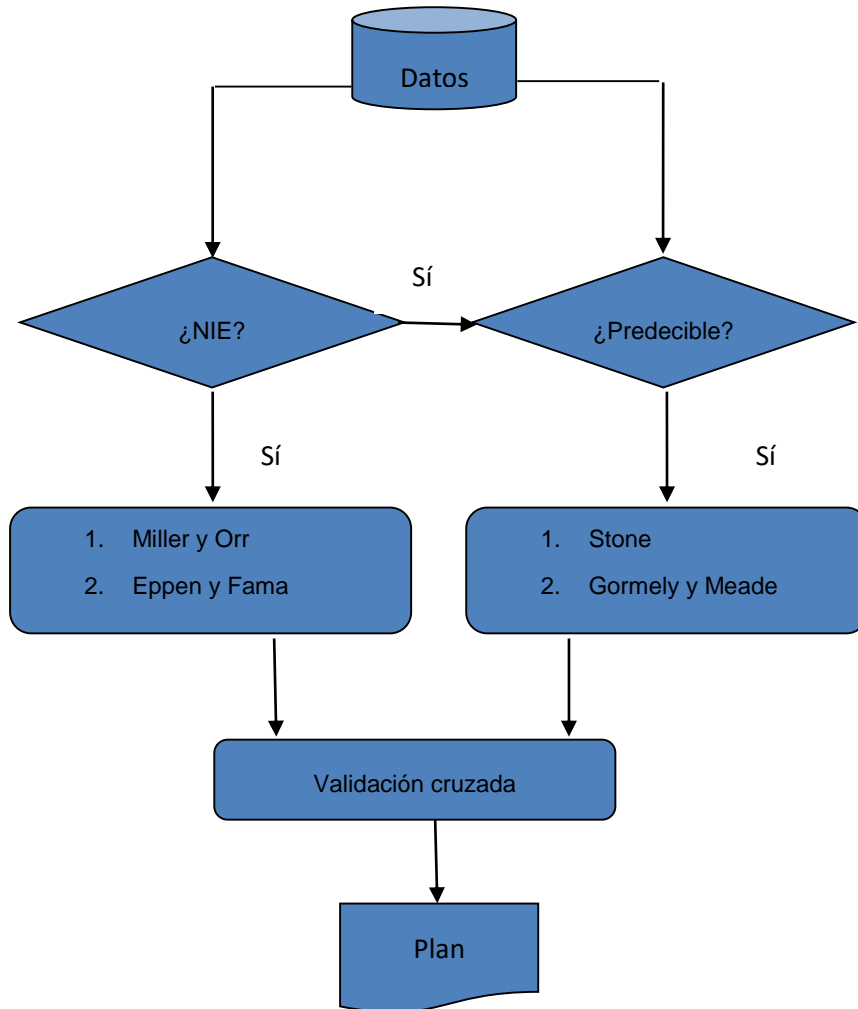 Datos
Sí
¿NIE?
¿Predecible?
Sí
Sí
1. Miller y Orr
2. Eppen y Fama
1. Stone
2. Gormely y Meade
Validación cruzada
Plan